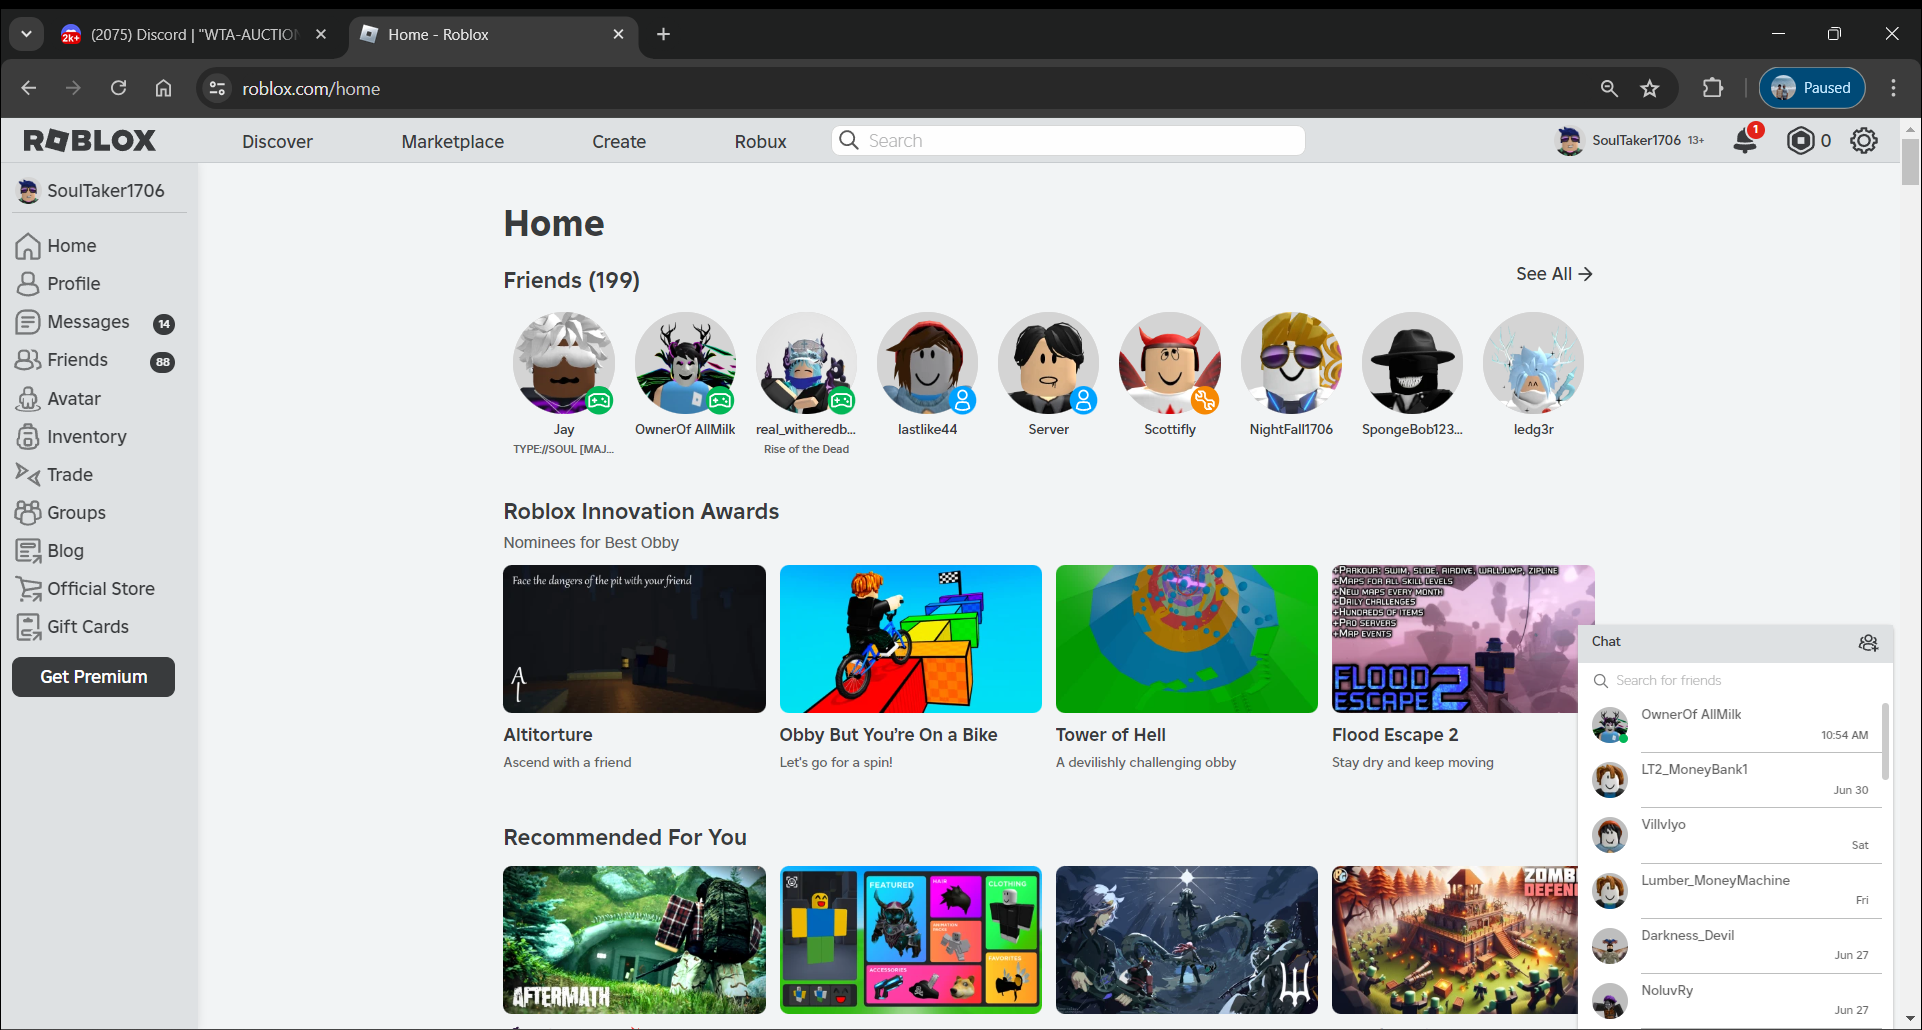 (2075) Discord | "WTA-AUCTION
Home - Roblox
roblox.com/home
Paused
ROBLOX
Discover
Marketplace
Create
Robux
Search
SoulTaker1706 13+
1
0
SoulTaker1706
Home
Profile
Messages 14
Friends 88
Avatar
Inventory
Trade
Groups
Blog
Official Store
Gift Cards
Get Premium
Home
Friends (199)
See All
Jay
TYPE://SOUL [MAJ...
OwnerOf AllMilk
real_witheredb...
Rise of the Dead
lastlike44
Server
Scottifly
NightFall1706
SpongeBob123...
ledg3r
Roblox Innovation Awards
Nominees for Best Obby
Face the dangers of the pit with your friend
+Parkour: swim, slide, airdive, walljump, zipline
+Maps for all skill levels
+New maps every month
+Daily challenges
+Hundreds of items
+Pro servers
+Map events
FLOOD
ESCAPE 2
Altitorture
Ascend with a friend
Obby But You're On a Bike
Let's go for a spin!
Tower of Hell
A devilishly challenging obby
Flood Escape 2
Stay dry and keep moving
Recommended For You
AFTERMATH
FEATURED
HAIR
CLOTHING
ACCESSORIES
FAVORITES
Chat
Search for friends
OwnerOf AllMilk
10:54 AM
LT2_MoneyBank1
Jun 30
Villvlyo
Sat
Lumber_MoneyMachine
Fri
Darkness_Devil
Jun 27
NoluvRy
Jun 27